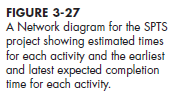 FIGURE 3-27
A Network diagram for the SPTS
project showing estimated times
for each activity and the earliest
and latest expected completion
time for each activity.